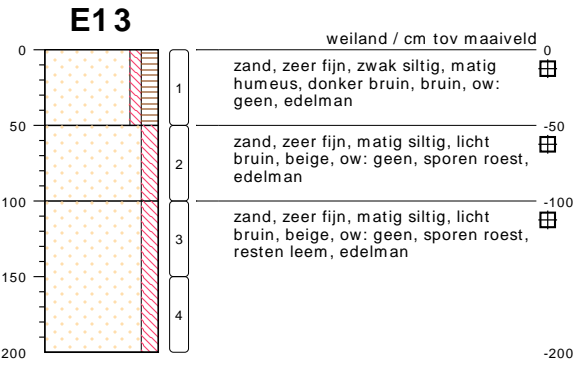 E13
weiland / cm tov maaiveld
0
0
zand, zeer fijn, zwak siltig, matig
humeus, donker bruin, bruin, ow:
geen, edelman
1
50
-50
zand, zeer fijn, matig siltig, licht
bruin, beige, ow: geen, sporen roest,
edelman
2
100
-100
zand, zeer fijn, matig siltig, licht
bruin, beige, ow: geen, sporen roest,
resten leem, edelman
3
150
4
200
-200